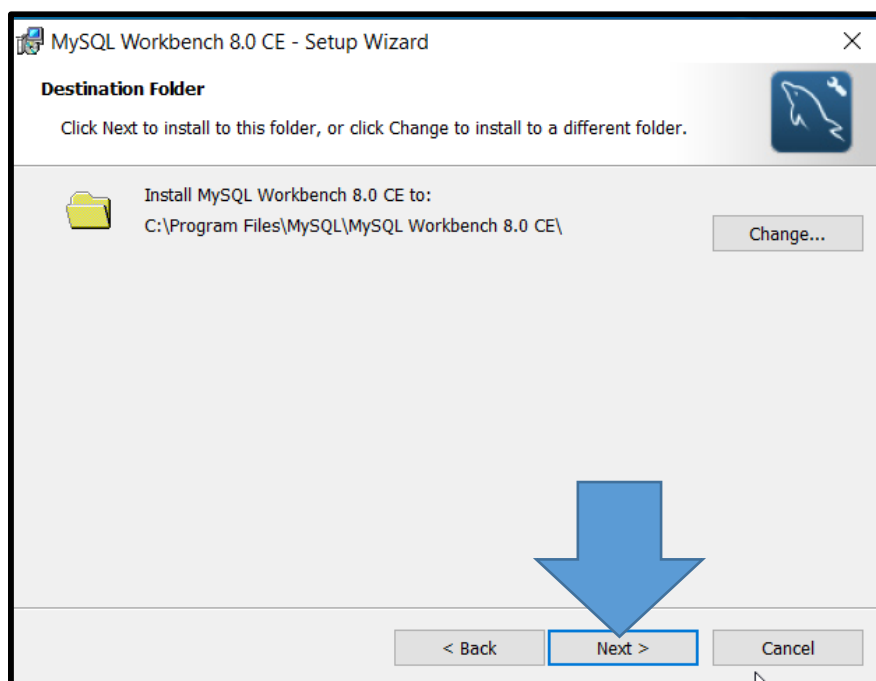 MySQL Workbench 8.0 CE - Setup Wizard
Destination Folder
Click Next to install to this folder, or click Change to install to a different folder.
Install MySQL Workbench 8.0 CE to:
C:\Program Files\MySQL\MySQL Workbench 8.0 CE\
Change...
< Back
Next >
Cancel